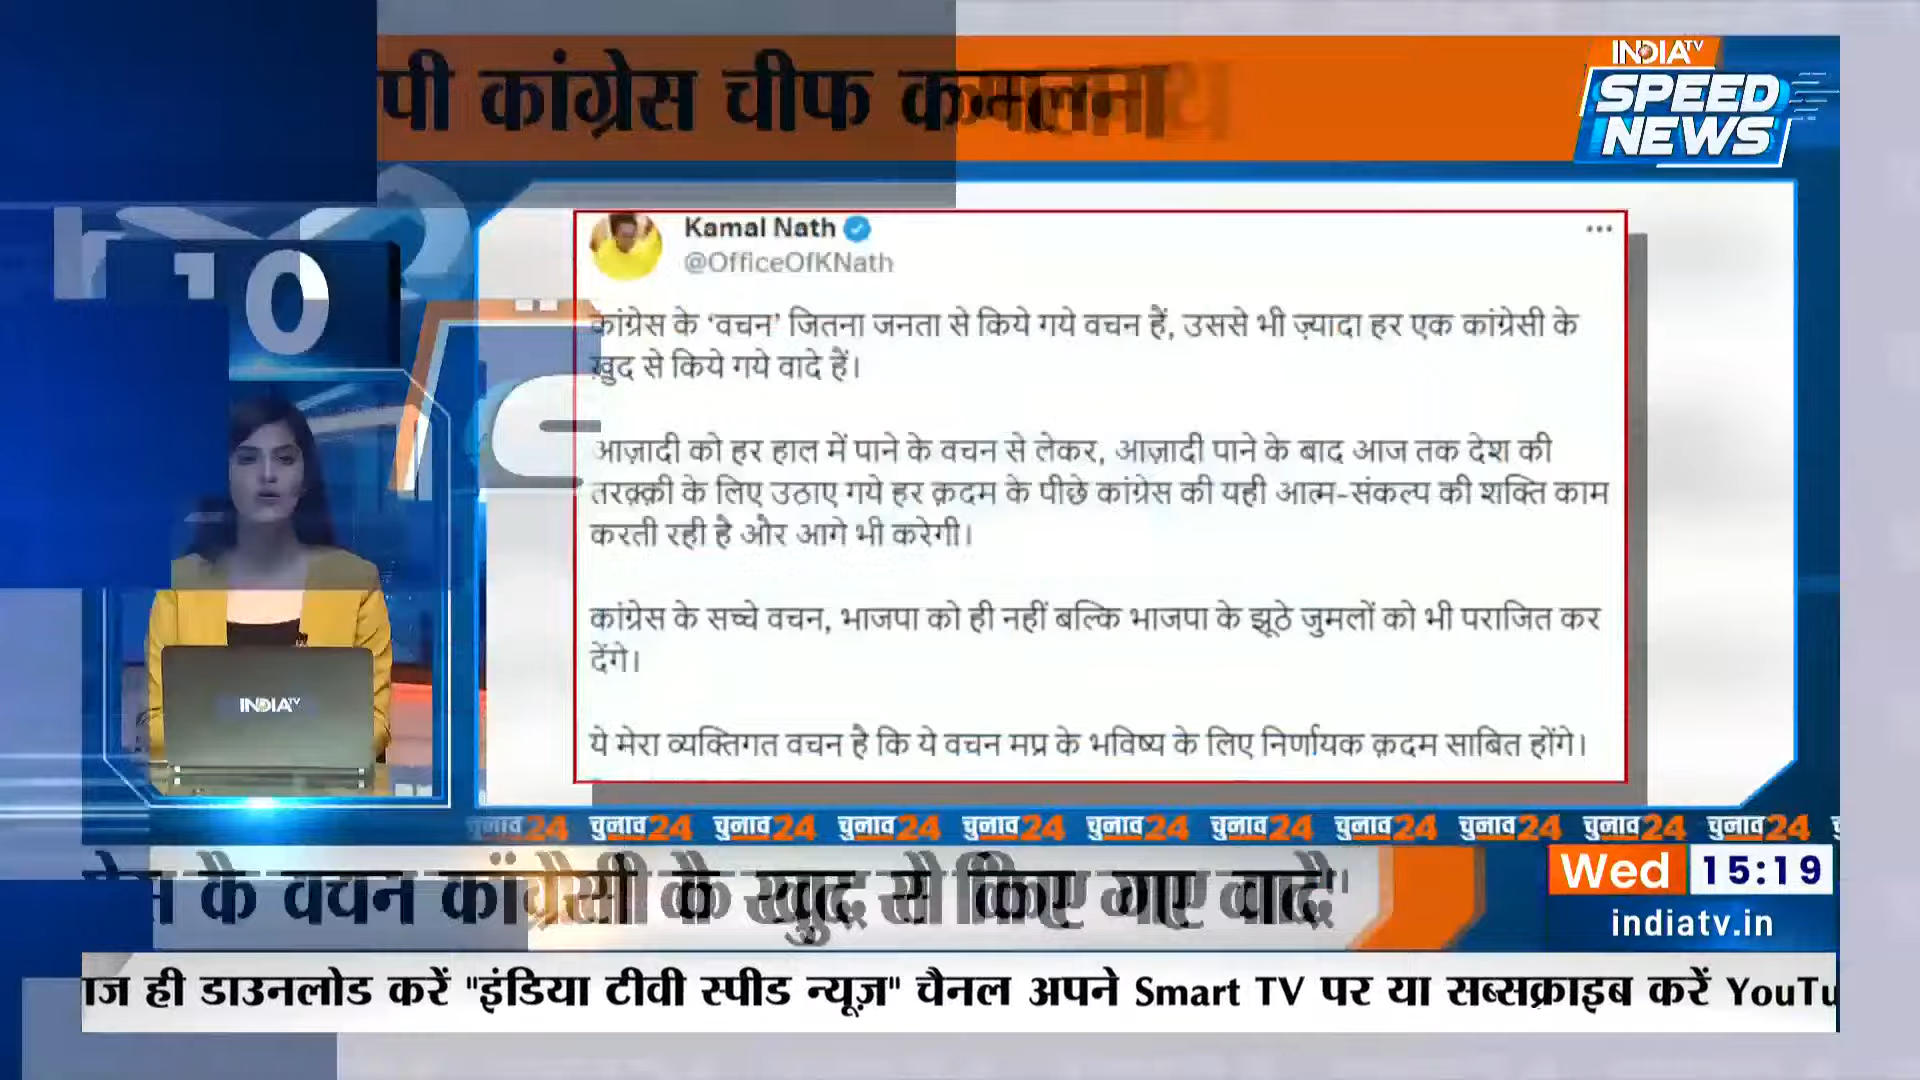 पी कांग्रेस चीफ कमलनाथ
INDIA TV
SPEED
NEWS
10
Kamal Nath
@OfficeOfKNath
कांग्रेस के ‘वचन’ जितना जनता से किये गये वचन हैं, उससे भी ज़्यादा हर एक कांग्रेसी के
ख़ुद से किये गये वादे हैं।
आज़ादी को हर हाल में पाने के वचन से लेकर, आज़ादी पाने के बाद आज तक देश की
तरक़्क़ी के लिए उठाए गये हर क़दम के पीछे कांग्रेस की यही आत्म-संकल्प की शक्ति काम
करती रही है और आगे भी करेगी।
कांग्रेस के सच्चे वचन, भाजपा को ही नहीं बल्कि भाजपा के झूठे जुमलों को भी पराजित कर
देंगे।
ये मेरा व्यक्तिगत वचन है कि ये वचन मप्र के भविष्य के लिए निर्णायक क़दम साबित होंगे।
INDIA TV
चुनाव24 चुनाव24 चुनाव24 चुनाव24 चुनाव24 चुनाव24 चुनाव24 चुनाव24 चुनाव24 चुनाव24 चुनाव24
के वचन कांग्रेसी के खुद से किए गए वादे"
Wed 15:19
indiatv.in
ही डाउनलोड करें "इंडिया टीवी स्पीड न्यूज़" चैनल अपने Smart TV पर या सब्सक्राइब करें YouTu